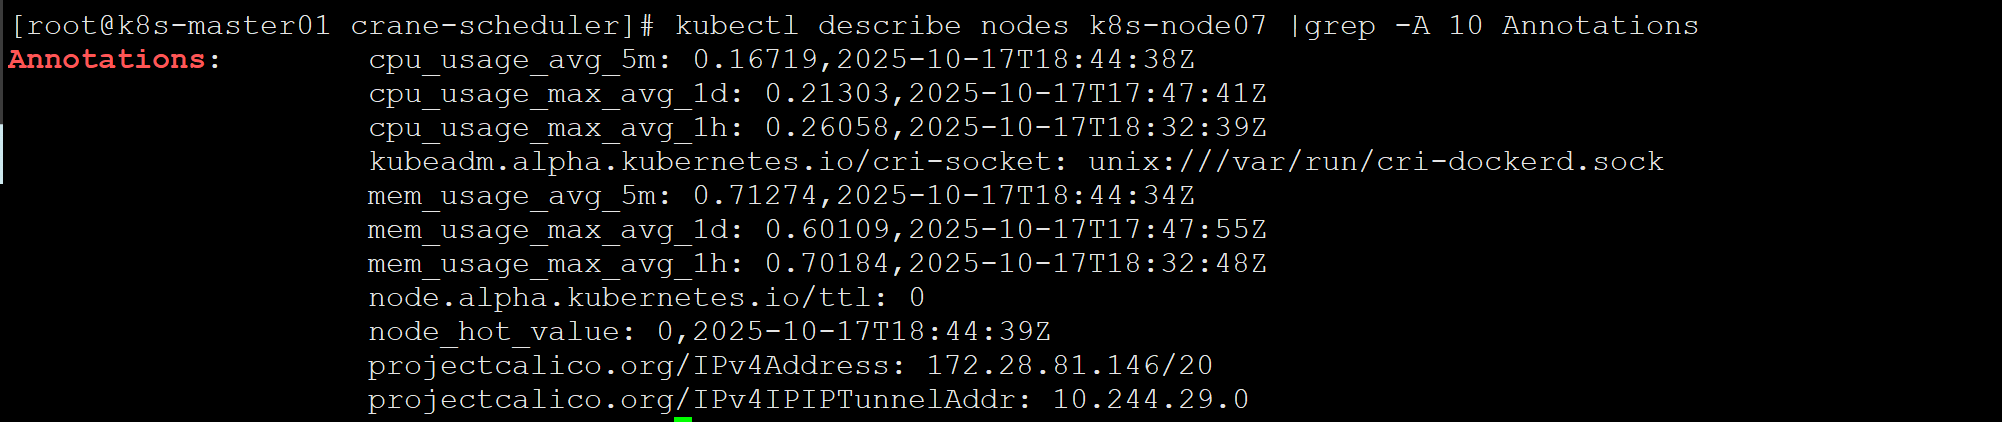 [root@k8s-master01 crane-scheduler]# kubectl describe nodes k8s-node07 |grep -A 10 Annotations
Annotations:        cpu_usage_avg_5m: 0.16719,2025-10-17T18:44:38Z
                    cpu_usage_max_avg_1d: 0.21303,2025-10-17T17:47:41Z
                    cpu_usage_max_avg_1h: 0.26058,2025-10-17T18:32:39Z
                    kubeadm.alpha.kubernetes.io/cri-socket: unix:///var/run/cri-dockerd.sock
                    mem_usage_avg_5m: 0.71274,2025-10-17T18:44:34Z
                    mem_usage_max_avg_1d: 0.60109,2025-10-17T17:47:55Z
                    mem_usage_max_avg_1h: 0.70184,2025-10-17T18:32:48Z
                    node.alpha.kubernetes.io/ttl: 0
                    node_hot_value: 0,2025-10-17T18:44:39Z
                    projectcalico.org/IPv4Address: 172.28.81.146/20
                    projectcalico.org/IPv4IPIPTunnelAddr: 10.244.29.0